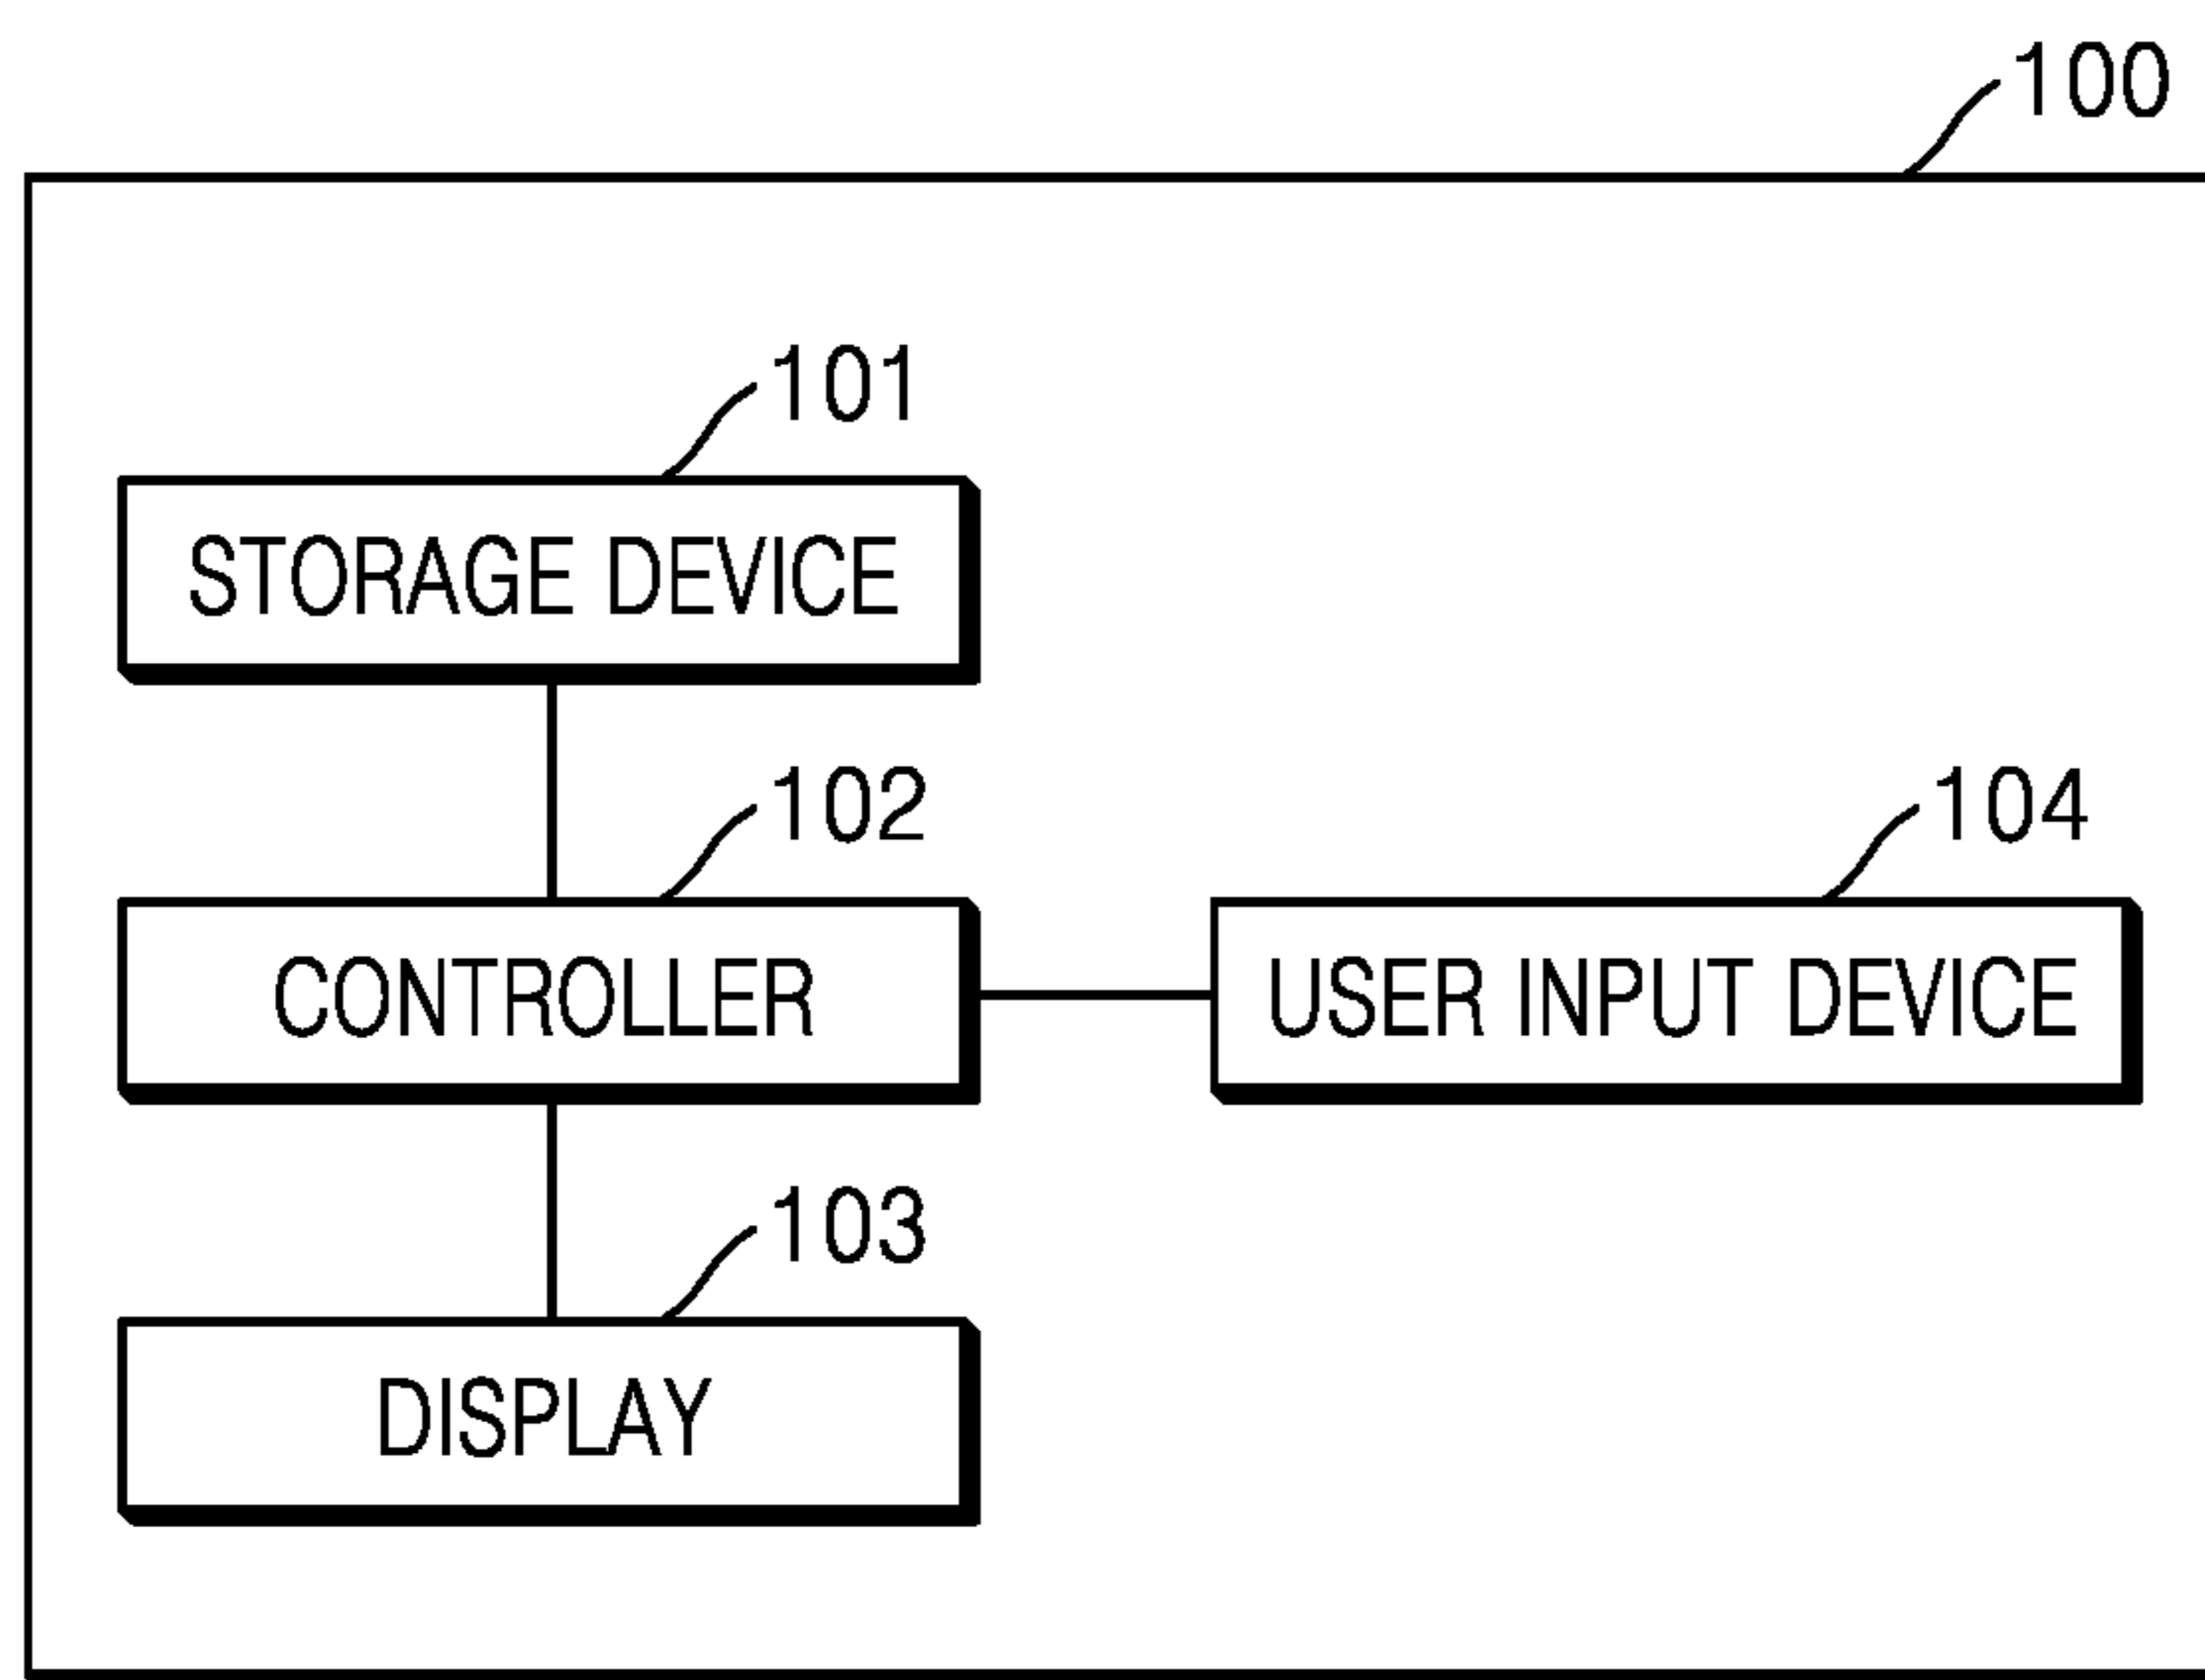 100
101
STORAGE DEVICE
102
104
CONTROLLER
USER INPUT DEVICE
103
DISPLAY